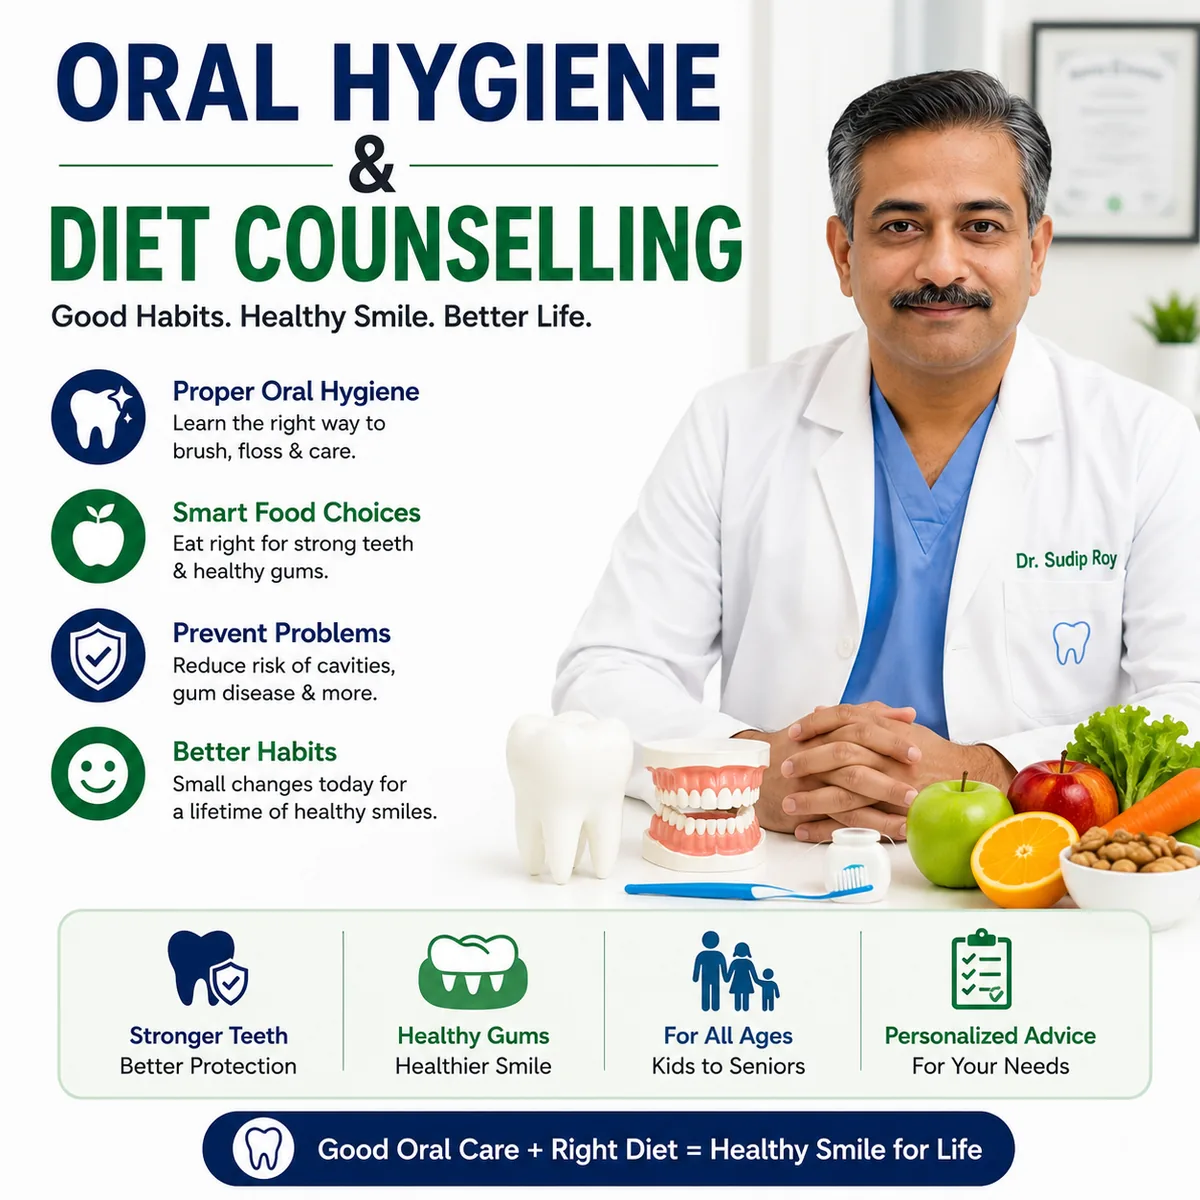 ORAL HYGIENE
&
DIET COUNSELLING
Good Habits. Healthy Smile. Better Life.
Proper Oral Hygiene
Learn the right way to
brush, floss & care.
Smart Food Choices
Eat right for strong teeth
& healthy gums.
Prevent Problems
Reduce risk of cavities,
gum disease & more.
Better Habits
Small changes today for
a lifetime of healthy smiles.
Dr. Sudip Roy
Stronger Teeth
Better Protection
Healthy Gums
Healthier Smile
For All Ages
Kids to Seniors
Personalized Advice
For Your Needs
Good Oral Care + Right Diet = Healthy Smile for Life